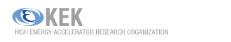 KEK
HIGH ENERGY ACCELERATOR RESEARCH ORGANIZATION